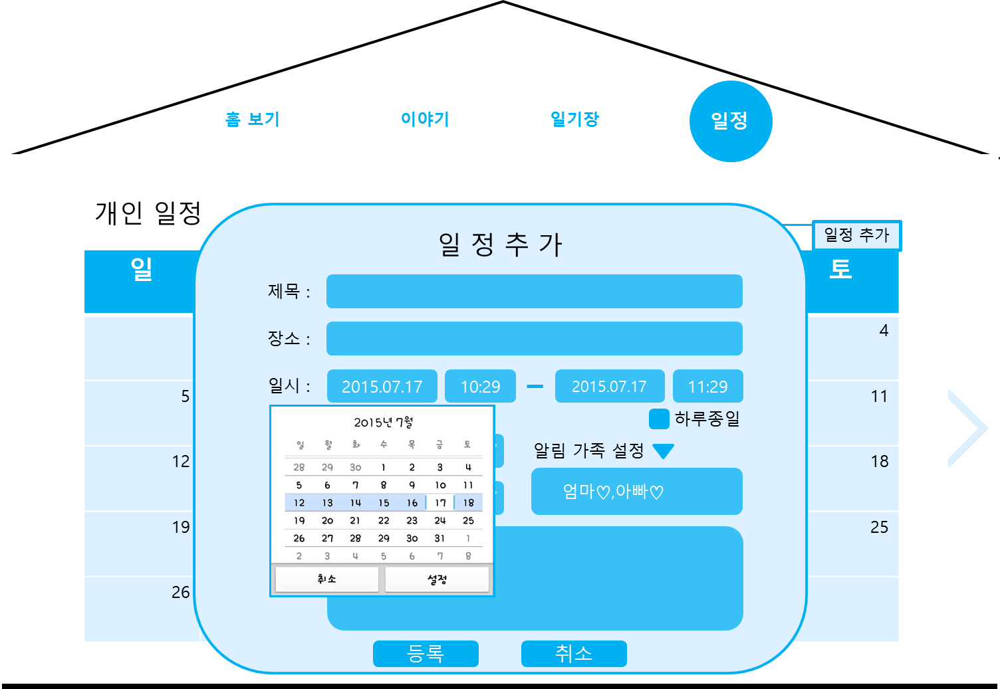 홈 보기 이야기 일기장 일정
개인 일정
일정 추가
일 정 추 가
일 토
제목 :
장소 :
4
일시 : 2015.07.17 10:29 – 2015.07.17 11:29
5 11
하루종일
2015년 7월
일 월 화 수 목 금 토
알림 가족 설정
12 18
28 29 30 1 2 3 4
5 6 7 8 9 10 11
엄마♡,아빠♡
12 13 14 15 16 17 18
19 20 21 22 23 24 25
19 25
26 27 28 29 30 31 1
2 3 4 5 6 7 8
취소 설정
26
등록 취소